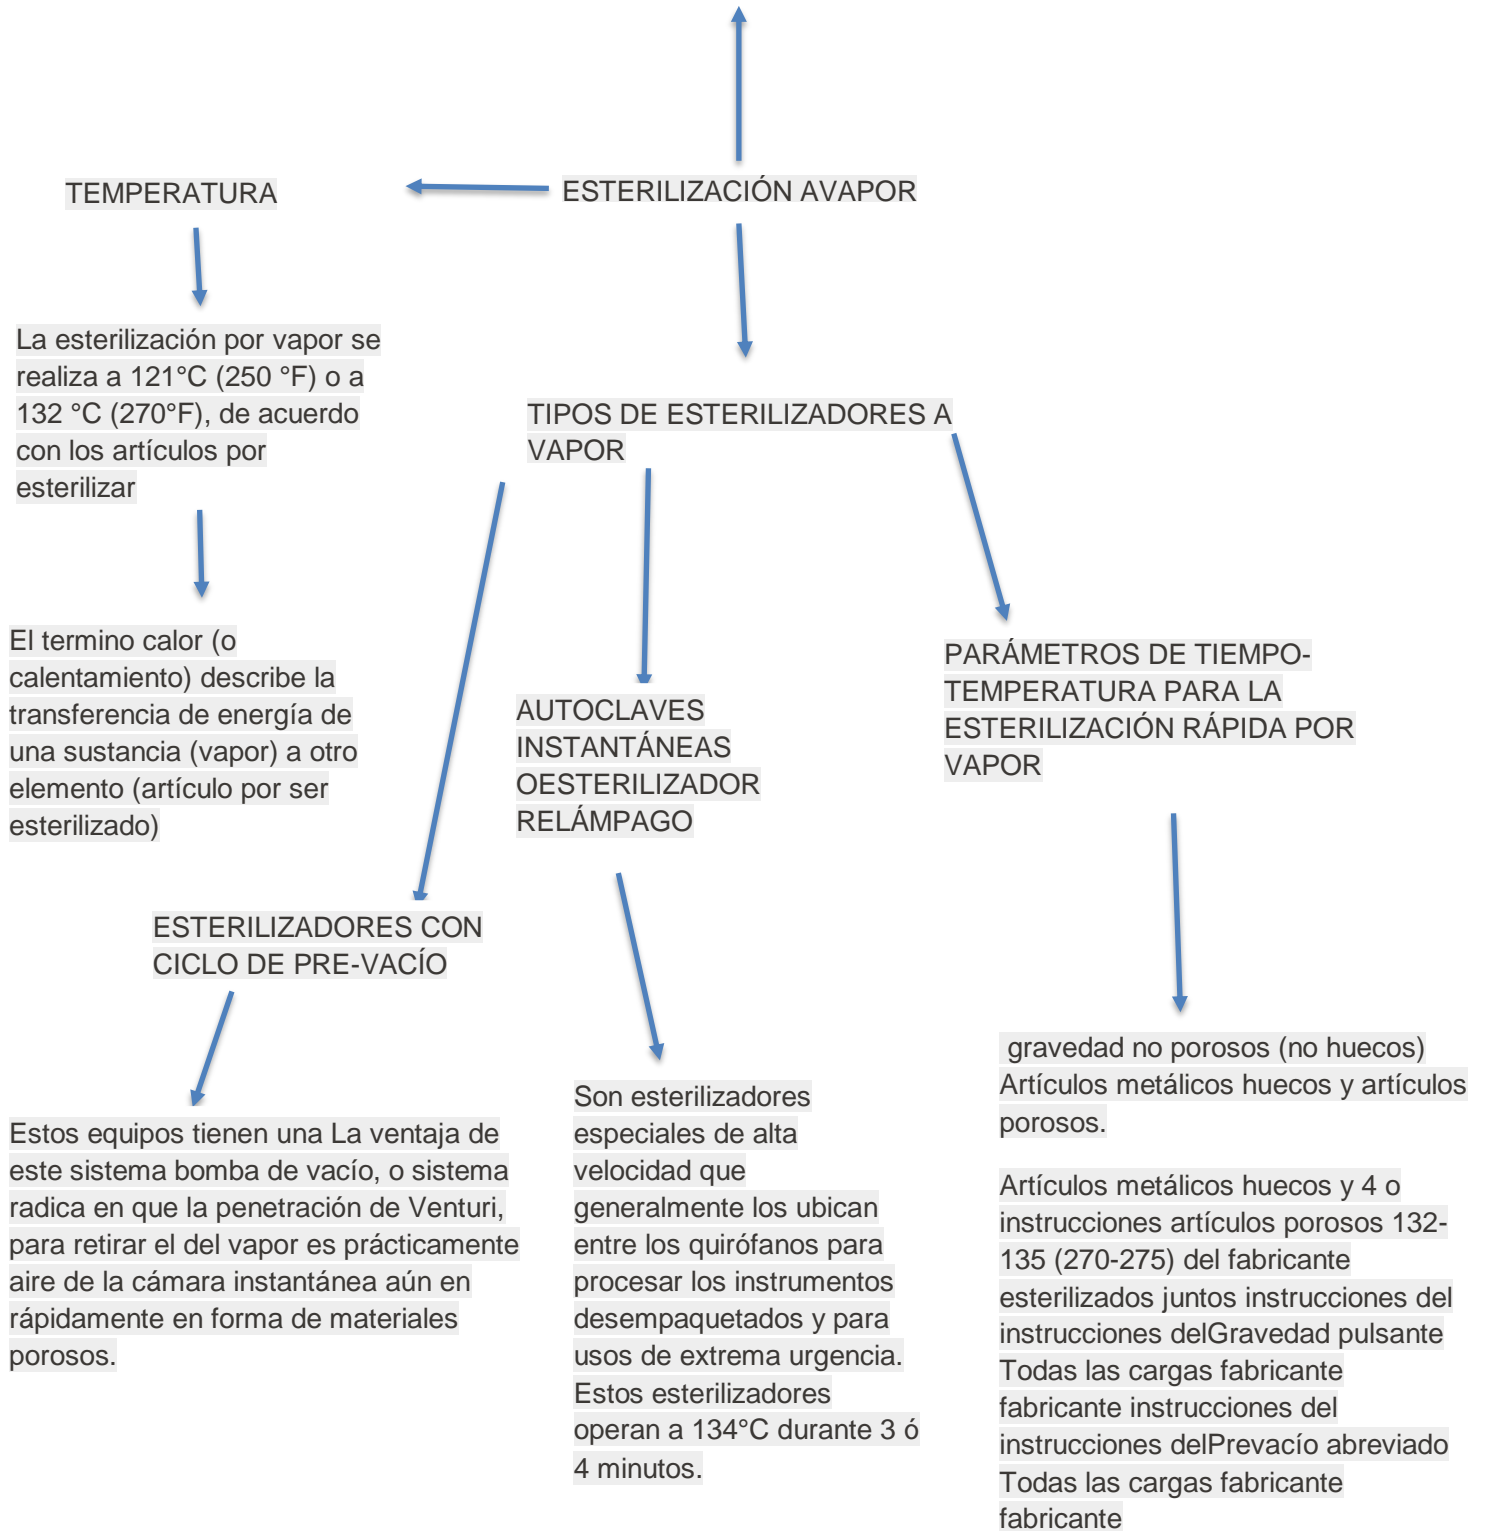 TEMPERATURA
ESTERILIZACIÓN AVAPOR
La esterilización por vapor se
realiza a 121°C (250 °F) o a
132 °C (270°F), de acuerdo
con los artículos por
esterilizar
El termino calor (o
calentamiento) describe la
transferencia de energía de
una sustancia (vapor) a otro
elemento (artículo por ser
esterilizado)
TIPOS DE ESTERILIZADORES A
VAPOR
ESTERILIZADORES CON
CICLO DE PRE-VACÍO
Estos equipos tienen una La ventaja de
este sistema bomba de vacío, o sistema
radica en que la penetración de Venturi,
para retirar el del vapor es prácticamente
aire de la cámara instantánea aún en
rápidamente en forma de materiales
porosos.
AUTOCLAVES
INSTANTÁNEAS
OESTERILIZADOR
RELÁMPAGO
Son esterilizadores
especiales de alta
velocidad que
generalmente los ubican
entre los quirófanos para
procesar los instrumentos
desempaquetados y para
usos de extrema urgencia.
Estos esterilizadores
operan a 134°C durante 3 ó
4 minutos.
PARÁMETROS DE TIEMPO-
TEMPERATURA PARA LA
ESTERILIZACIÓN RÁPIDA POR
VAPOR
gravedad no porosos (no huecos)
Artículos metálicos huecos y artículos
porosos.
Artículos metálicos huecos y 4 o
instrucciones artículos porosos 132-
135 (270-275) del fabricante
esterilizados juntos instrucciones del
instrucciones delGravedad pulsante
Todas las cargas fabricante
fabricante instrucciones del
instrucciones delPrevacío abreviado
Todas las cargas fabricante
fabricante